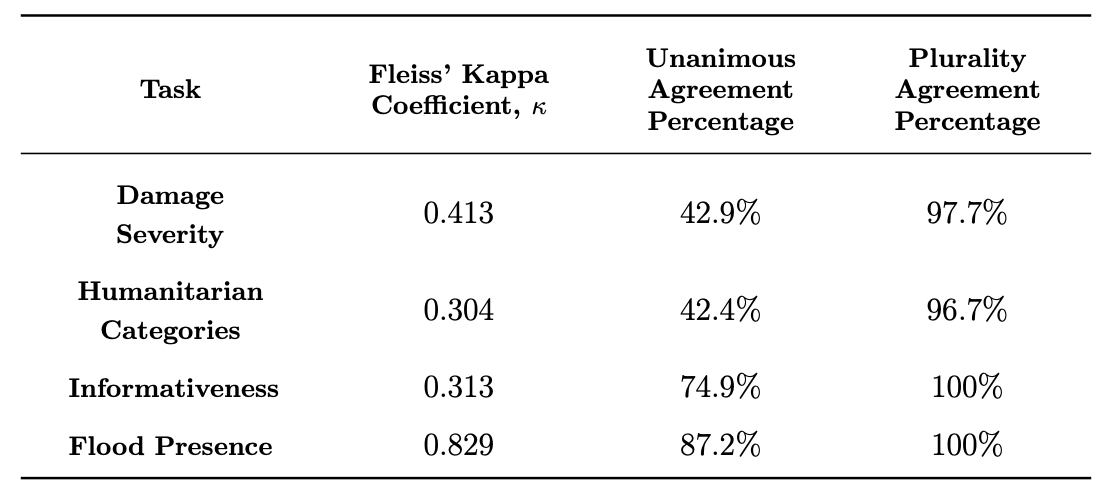 Task
Fleiss' Kappa
Coefficient, κ
Unanimous
Agreement
Percentage
Plurality
Agreement
Percentage
Damage
Severity
0.413
42.9%
97.7%
Humanitarian
Categories
0.304
42.4%
96.7%
Informativeness
0.313
74.9%
100%
Flood Presence
0.829
87.2%
100%